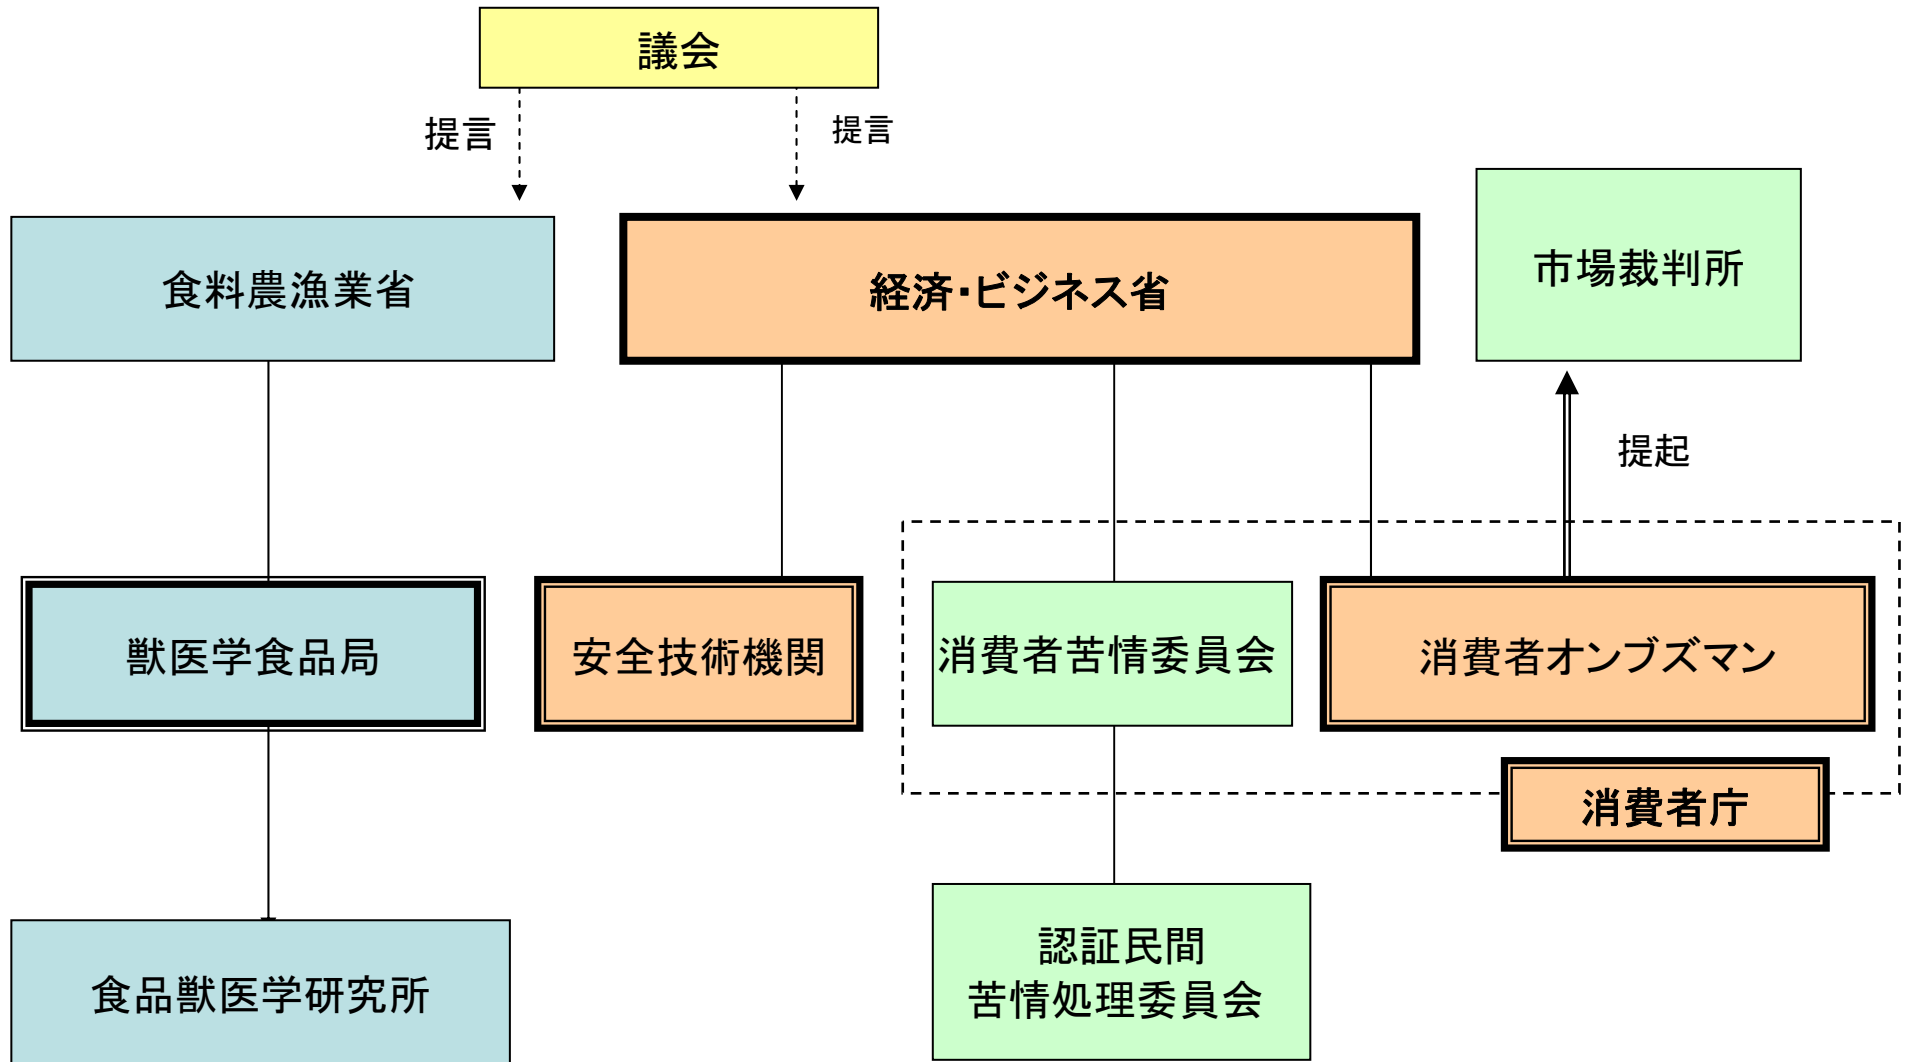 議会
提言
提言
食料農漁業省
経済・ビジネス省
市場裁判所
提起
獣医学食品局
安全技術機関
消費者苦情委員会
消費者オンブズマン
消費者庁
食品獣医学研究所
認証民間
苦情処理委員会